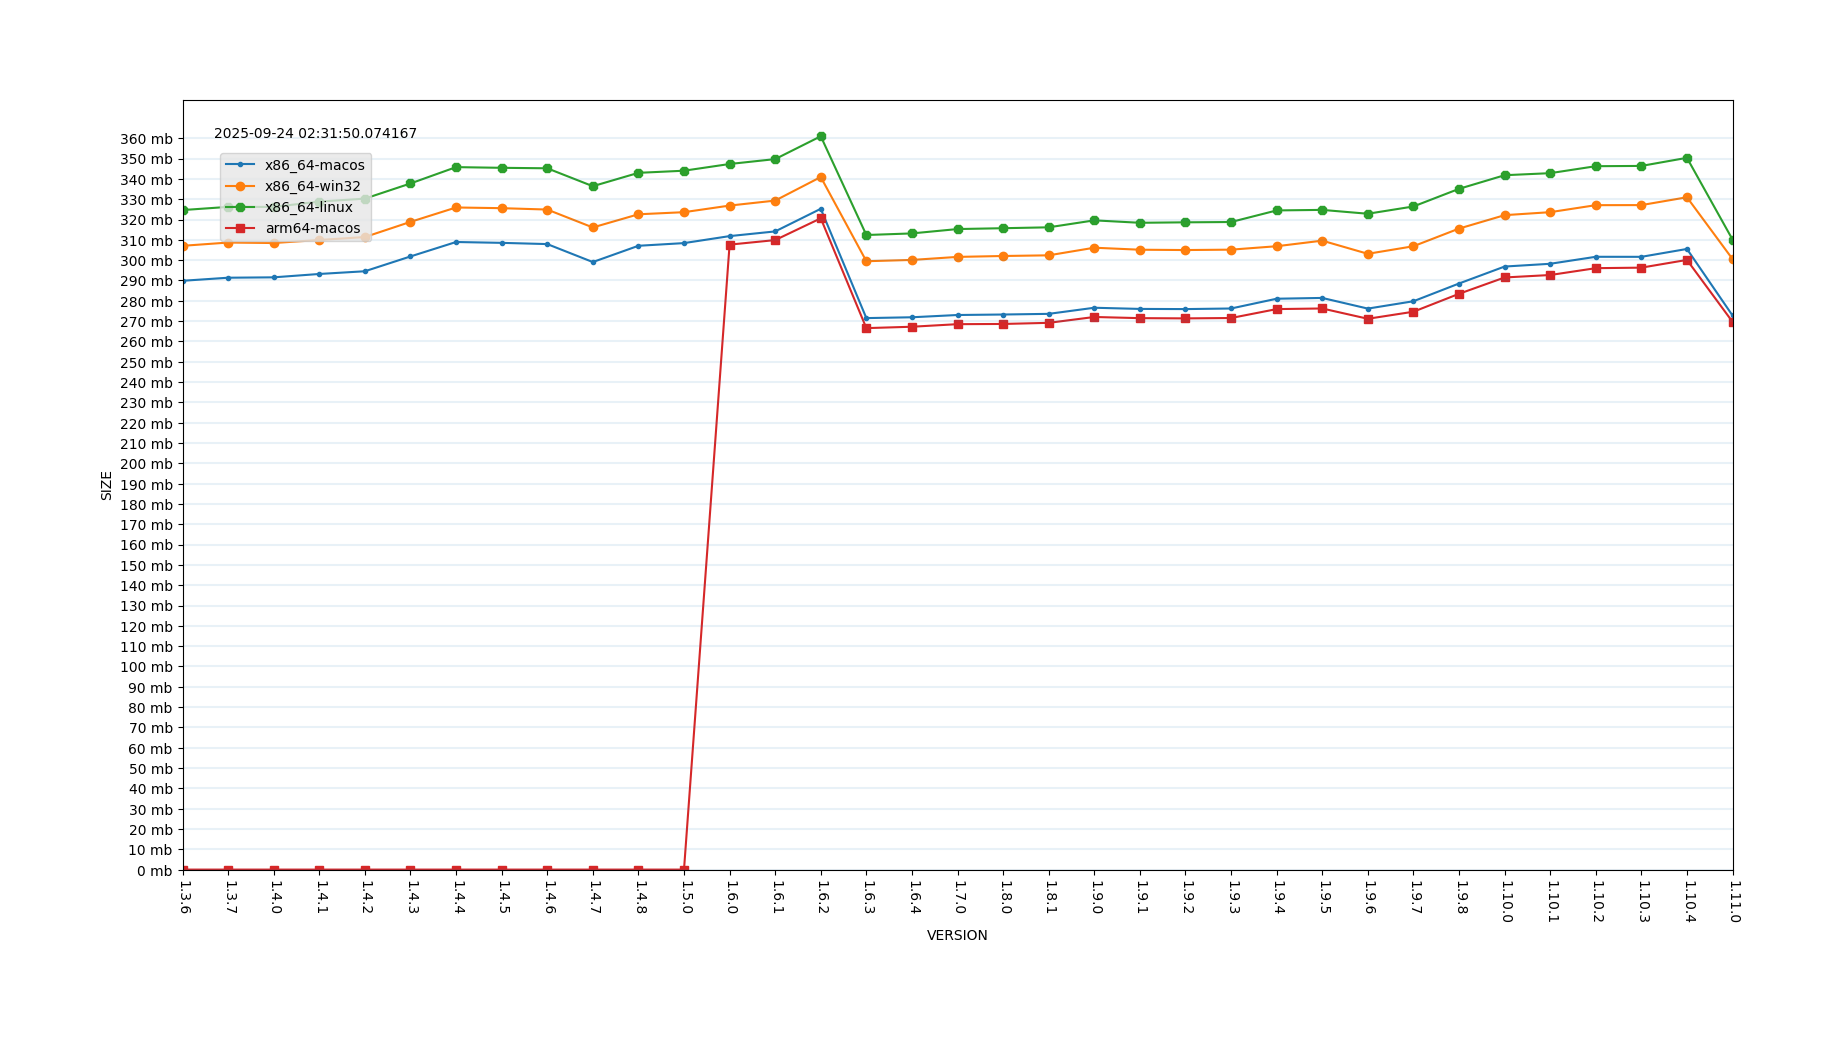 2025-09-24 02:31:50.074167
x86_64-macos
x86_64-win32
x86_64-linux
arm64-macos
360 mb
350 mb
340 mb
330 mb
320 mb
310 mb
300 mb
290 mb
280 mb
270 mb
260 mb
250 mb
240 mb
230 mb
220 mb
210 mb
200 mb
190 mb
180 mb
170 mb
160 mb
150 mb
140 mb
130 mb
120 mb
110 mb
100 mb
90 mb
80 mb
70 mb
60 mb
50 mb
40 mb
30 mb
20 mb
10 mb
0 mb
SIZE
1.3.6
1.3.7
1.4.0
1.4.1
1.4.2
1.4.3
1.4.4
1.4.5
1.4.6
1.4.7
1.4.8
1.5.0
1.6.0
1.6.1
1.6.2
1.6.3
1.6.4
1.7.0
1.8.0
1.8.1
1.9.0
1.9.1
1.9.2
1.9.3
1.9.4
1.9.5
1.9.6
1.9.7
1.9.8
1.10.0
1.10.1
1.10.2
1.10.3
1.10.4
1.11.0
VERSION